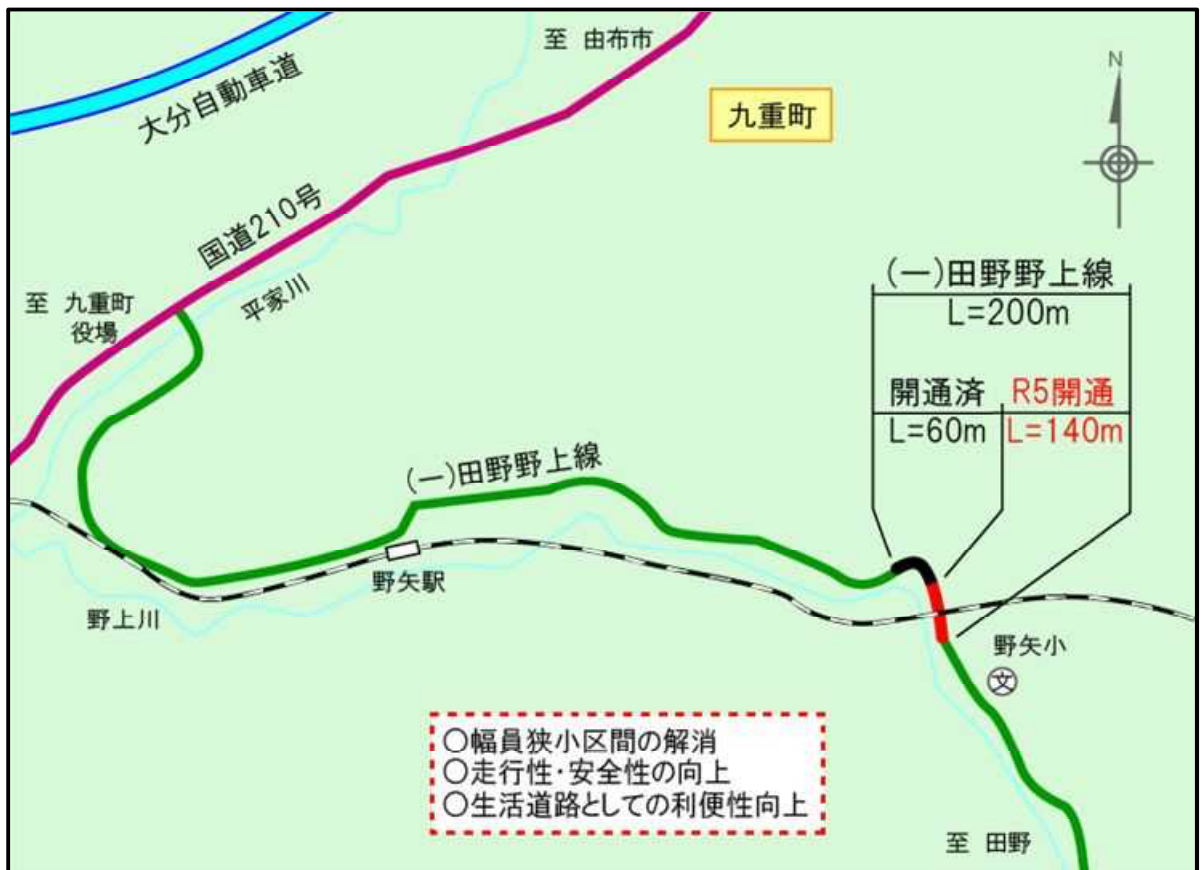 至 由布市
N
大分自動車道
九重町
国道210号
(一)田野野上線
L=200m
至 九重町
役場
平家川
開通済
R5開通
L=60m
L=140m
(一)田野野上線
野矢駅
野上川
野矢小
文
○幅員狭小区間の解消
○走行性・安全性の向上
○生活道路としての利便性向上
至 田野